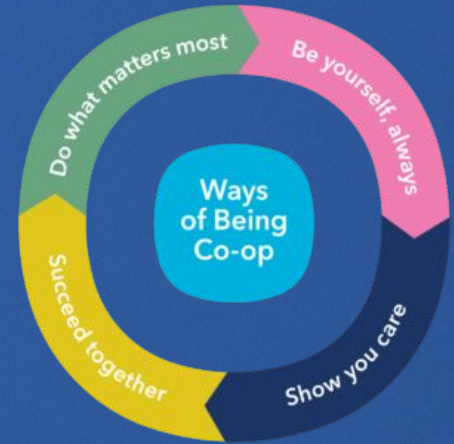 Do what matters most
Be yourself, always
Show you care
Succeed together
Ways
of Being
Co-op